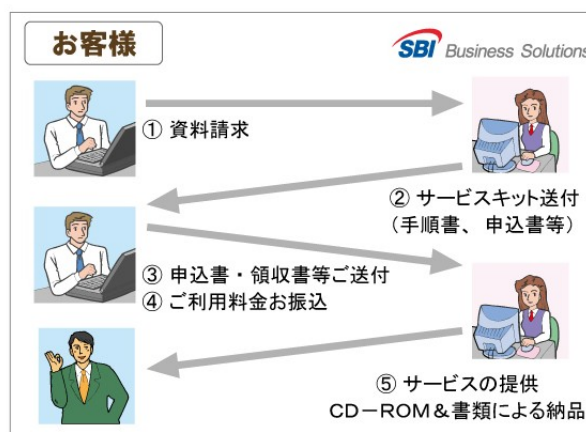 お客様
SBI Business Solutions
① 資料請求
② サービスキット送付
（手順書、申込書等）
③ 申込書・領収書等ご送付
④ ご利用料金お振込
⑤ サービスの提供
CD－ROM＆書類による納品